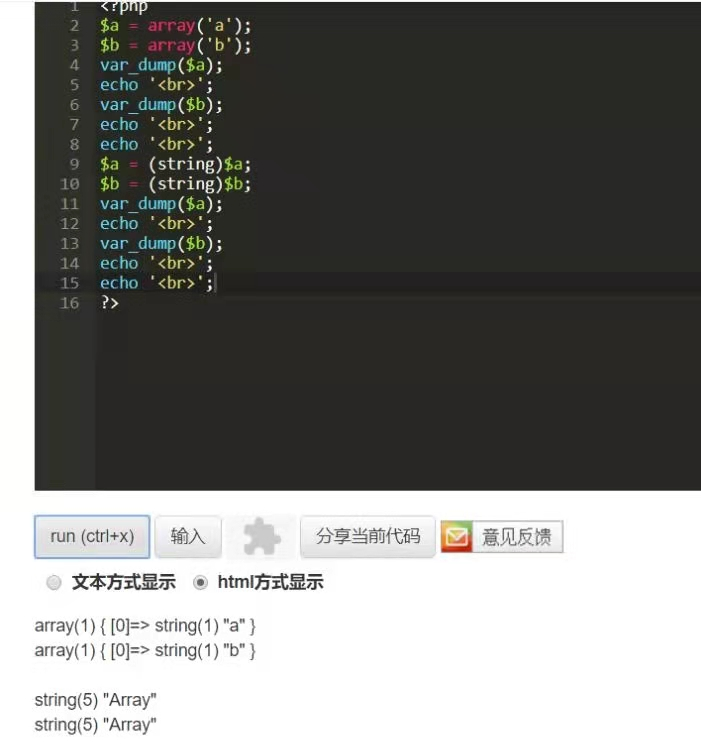 1 <?php
2 $a = array('a');
3 $b = array('b');
4 var_dump($a);
5 echo '<br>';
6 var_dump($b);
7 echo '<br>';
8 echo '<br>';
9 $a = (string)$a;
10 $b = (string)$b;
11 var_dump($a);
12 echo '<br>';
13 var_dump($b);
14 echo '<br>';
15 echo '<br>';
16 ?>
run (ctrl+x) 输入 分享当前代码 意见反馈
文本方式显示 html方式显示
array(1) { [0]=> string(1) "a" }
array(1) { [0]=> string(1) "b" }
string(5) "Array"
string(5) "Array"